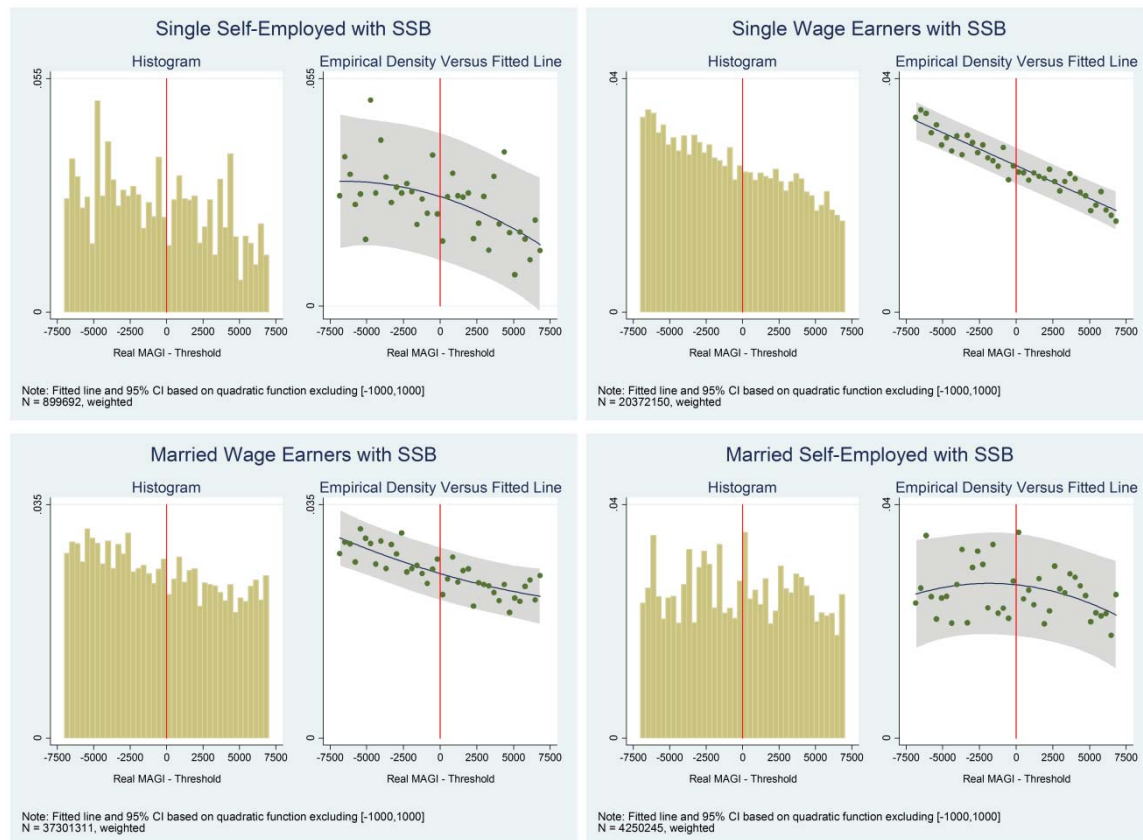 Single Self-Employed with SSB
Histogram
Empirical Density Versus Fitted Line
.055
0
-7500 -5000 -2500 0 2500 5000 7500
Real MAGI - Threshold
.055
0
-7500 -5000 -2500 0 2500 5000 7500
Real MAGI - Threshold
Note: Fitted line and 95% CI based on quadratic function excluding [-1000,1000]
N = 899692, weighted
Single Wage Earners with SSB
Histogram
Empirical Density Versus Fitted Line
.04
0
-7500 -5000 -2500 0 2500 5000 7500
Real MAGI - Threshold
.04
0
-7500 -5000 -2500 0 2500 5000 7500
Real MAGI - Threshold
Note: Fitted line and 95% CI based on quadratic function excluding [-1000,1000]
N = 20372150, weighted
Married Wage Earners with SSB
Histogram
Empirical Density Versus Fitted Line
.035
0
-7500 -5000 -2500 0 2500 5000 7500
Real MAGI - Threshold
.035
0
-7500 -5000 -2500 0 2500 5000 7500
Real MAGI - Threshold
Note: Fitted line and 95% CI based on quadratic function excluding [-1000,1000]
N = 37301311, weighted
Married Self-Employed with SSB
Histogram
Empirical Density Versus Fitted Line
.04
0
-7500 -5000 -2500 0 2500 5000 7500
Real MAGI - Threshold
.04
0
-7500 -5000 -2500 0 2500 5000 7500
Real MAGI - Threshold
Note: Fitted line and 95% CI based on quadratic function excluding [-1000,1000]
N = 4250245, weighted